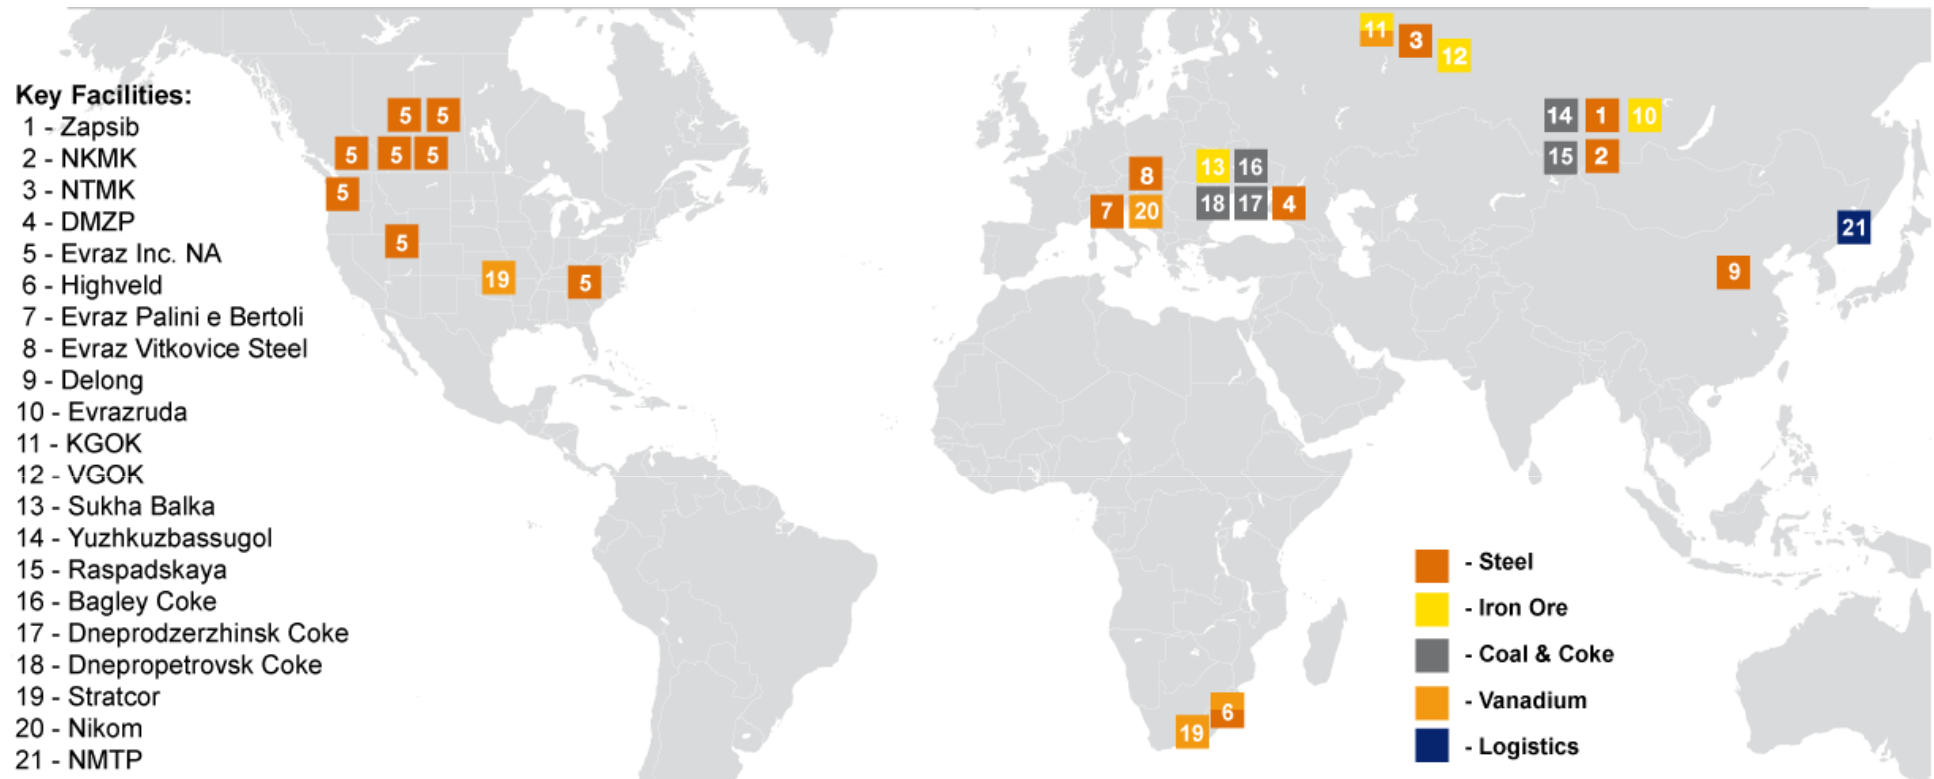 Key Facilities:
1 - Zapsib
2 - NKMK
3 - NTMK
4 - DMZP
5 - Evraz Inc. NA
6 - Highveld
7 - Evraz Palini e Bertoli
8 - Evraz Vitkovice Steel
9 - Delong
10 - Evrazruda
11 - KGOK
12 - VGOK
13 - Sukha Balka
14 - Yuzhkuzbassugol
15 - Raspadskaya
16 - Bagley Coke
17 - Dneprodzerzhinsk Coke
18 - Dnepropetrovsk Coke
19 - Stratcor
20 - Nikom
21 - NMTP
5 5
5 5 5
5
5
19 5
11 3 12
14 1 10
15 2
13 16
8
18 17 4
7 20
21
9
6
19
- Steel
- Iron Ore
- Coal & Coke
- Vanadium
- Logistics